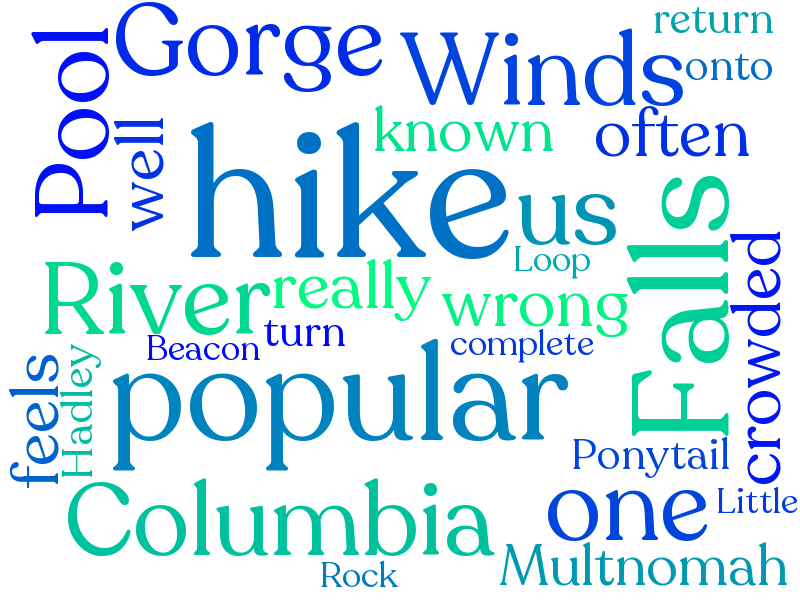 Gorge
return
Winds
onto
Pool
well
known
often
hike
us
Falls
Loop
crowded
River
really
wrong
Beacon
turn
complete
feels
Hadley
popular
Ponytail
Columbia
one
Little
Rock
Multnomah